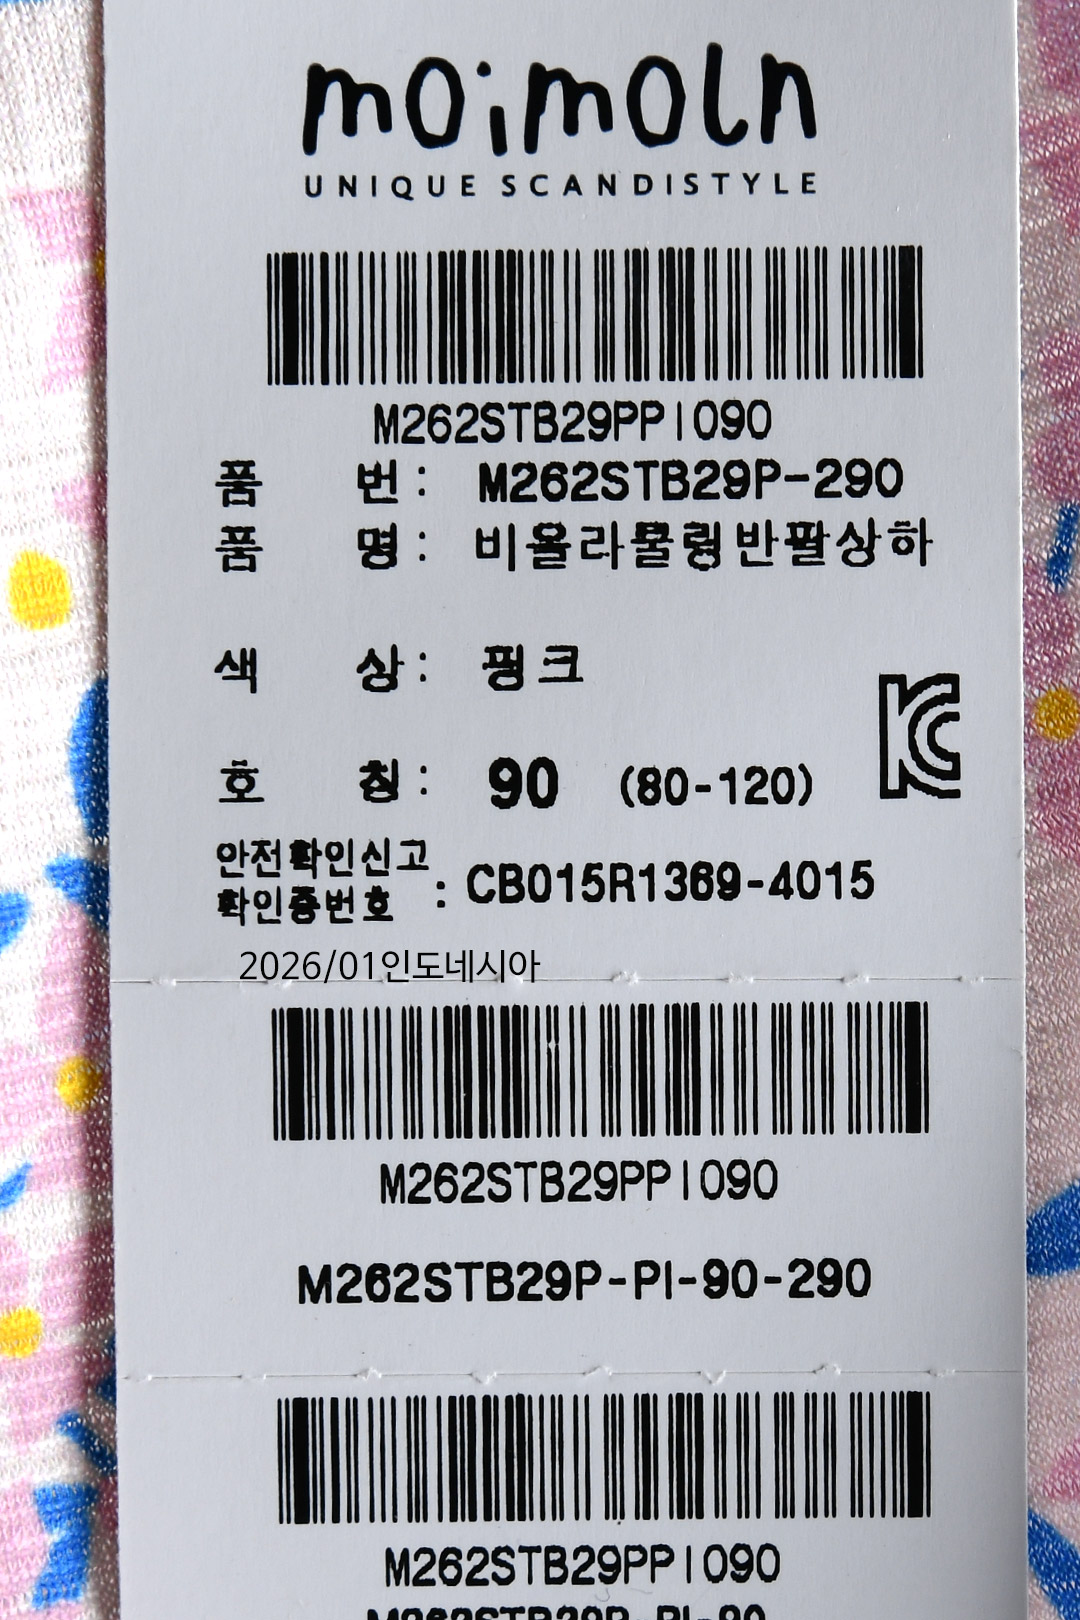 moimoln
UNIQUE SCANDISTYLE
M262STB29PPI090
품 번 : M262STB29P-290
품 명 : 비올라물링반팔상하
색 상 : 핑크
호 칭 : 90 (80-120)
안전확인신고
확인증번호 : CB015R1369-4015
2026/01인도네시아
M262STB29PPI090
M262STB29P-PI-90-290
M262STB29PPI090